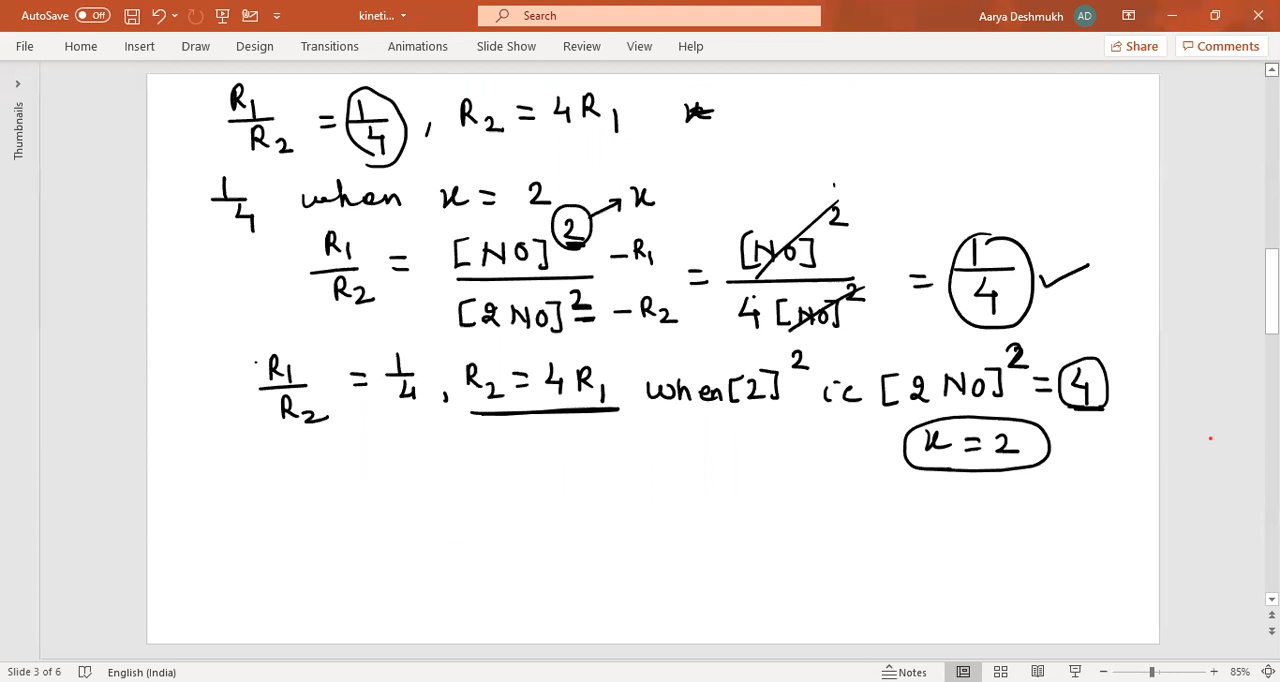 AutoSave Off kineti... Search Aarya Deshmukh AD
File Home Insert Draw Design Transitions Animations Slide Show Review View Help Share Comments
Thumbnails
R1/R2 = 1/4, R2 = 4R1 x
1/4 when x = 2
R1/R2 = [NO]^2 - R1 / [2NO]^2 - R2 = [NO]^2 / 4[NO]^2 = 1/4 ✓
2 → x
R1/R2 = 1/4, R2 = 4R1 when [2]^2 ie [2NO]^2 = 4
x = 2
Slide 3 of 6 English (India) Notes 85%